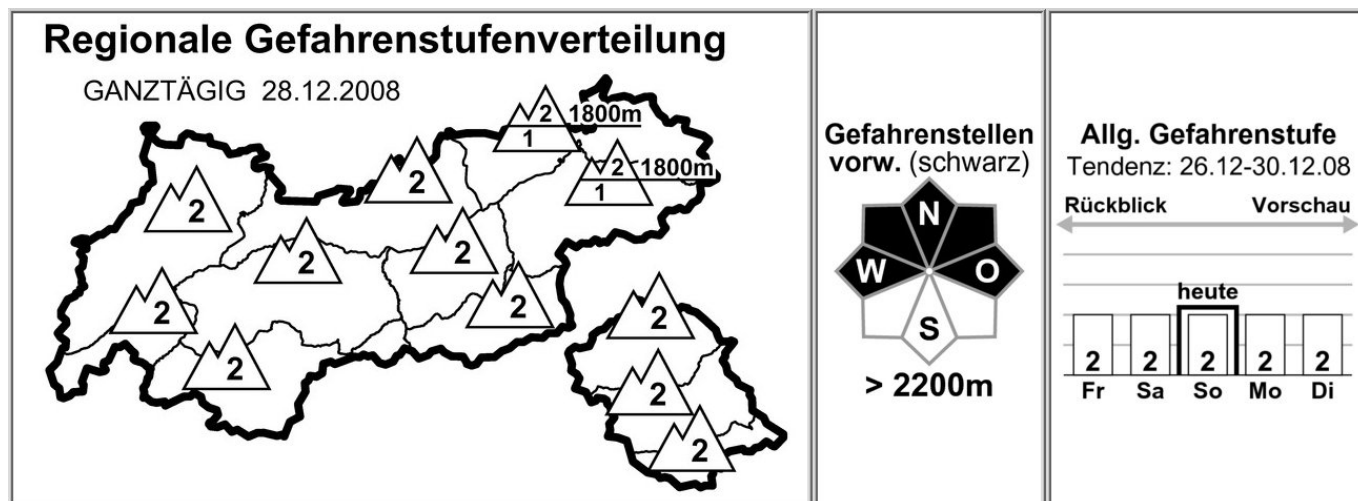 Regionale Gefahrenstufenverteilung
GANZTÄGIG 28.12.2008
2 1800m
1
2 1800m
1
2
2
2
2
2
2
2
2
2
2
Gefahrenstellen
vorw. (schwarz)
N
W O
S
> 2200m
Allg. Gefahrenstufe
Tendenz: 26.12-30.12.08
Rückblick Vorschau
heute
2 2 2 2 2
Fr Sa So Mo Di